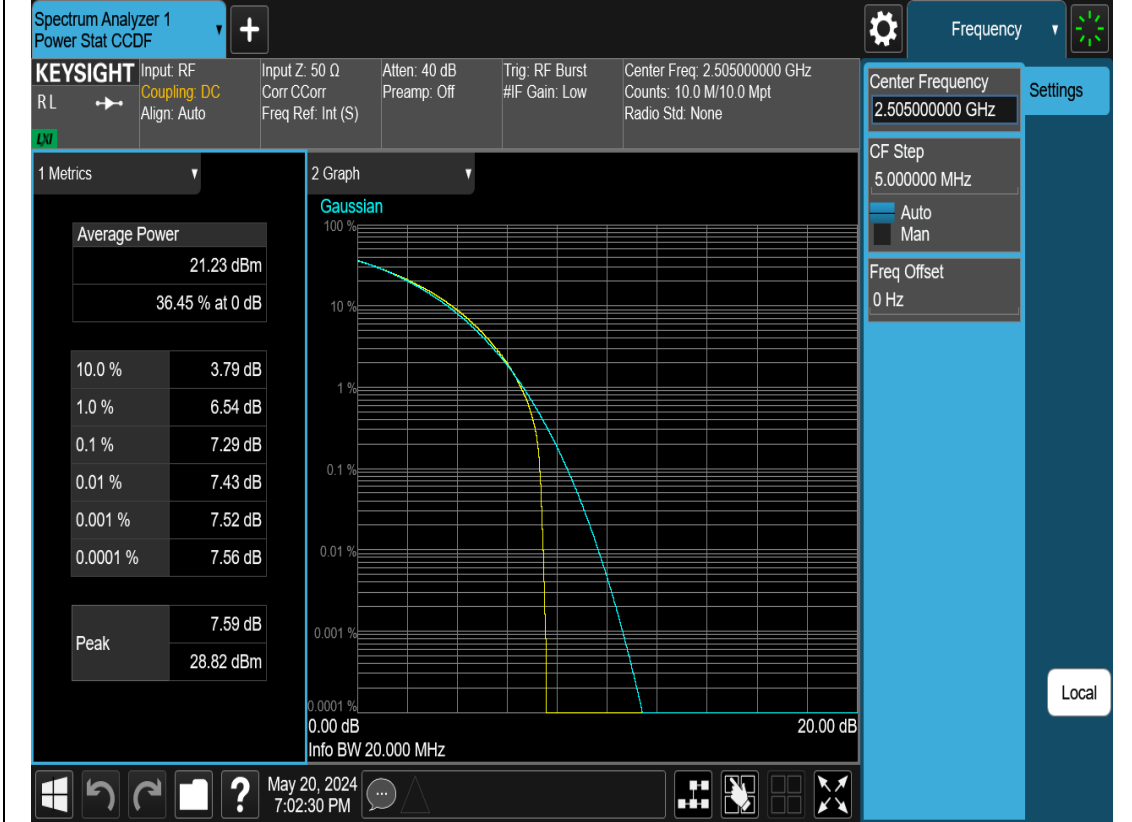 Spectrum Analyzer 1
Power Stat CCDF
+
Frequency
KEYSIGHT
RL
LXI
Input: RF
Coupling: DC
Align: Auto
Input Z: 50 Ω
Corr CCorr
Freq Ref: Int (S)
Atten: 40 dB
Preamp: Off
Trig: RF Burst
#IF Gain: Low
Center Freq: 2.505000000 GHz
Counts: 10.0 M/10.0 Mpt
Radio Std: None
Center Frequency
2.505000000 GHz
Settings
CF Step
5.000000 MHz
Auto
Man
Freq Offset
0 Hz
Local
1 Metrics
Average Power
21.23 dBm
36.45 % at 0 dB
10.0 % 3.79 dB
1.0 % 6.54 dB
0.1 % 7.29 dB
0.01 % 7.43 dB
0.001 % 7.52 dB
0.0001 % 7.56 dB
Peak 7.59 dB
28.82 dBm
2 Graph
Gaussian
100 %
10 %
1 %
0.1 %
0.01 %
0.001 %
0.0001 %
0.00 dB 20.00 dB
Info BW 20.000 MHz
?
May 20, 2024
7:02:30 PM